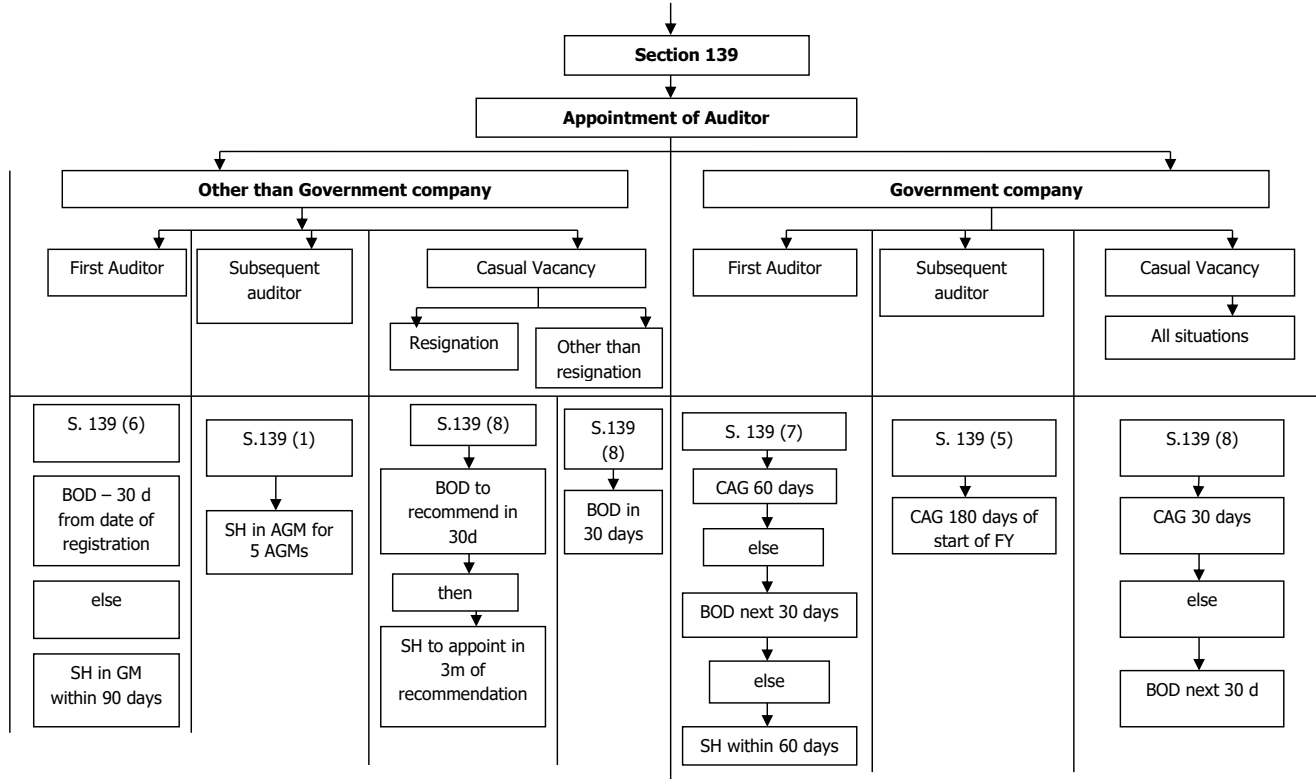 Section 139
Appointment of Auditor
Other than Government company
Government company
First Auditor
Subsequent
auditor
Casual Vacancy
First Auditor
Subsequent
auditor
Casual Vacancy
Resignation
Other than
resignation
All situations
S. 139 (6)
BOD – 30 d
from date of
registration
else
SH in GM
within 90 days
S.139 (1)
SH in AGM for
5 AGMs
S.139 (8)
BOD to
recommend in
30d
then
SH to appoint in
3m of
recommendation
S.139
(8)
BOD in
30 days
S. 139 (7)
CAG 60 days
else
BOD next 30 days
else
SH within 60 days
S. 139 (5)
CAG 180 days of
start of FY
S.139 (8)
CAG 30 days
else
BOD next 30 d